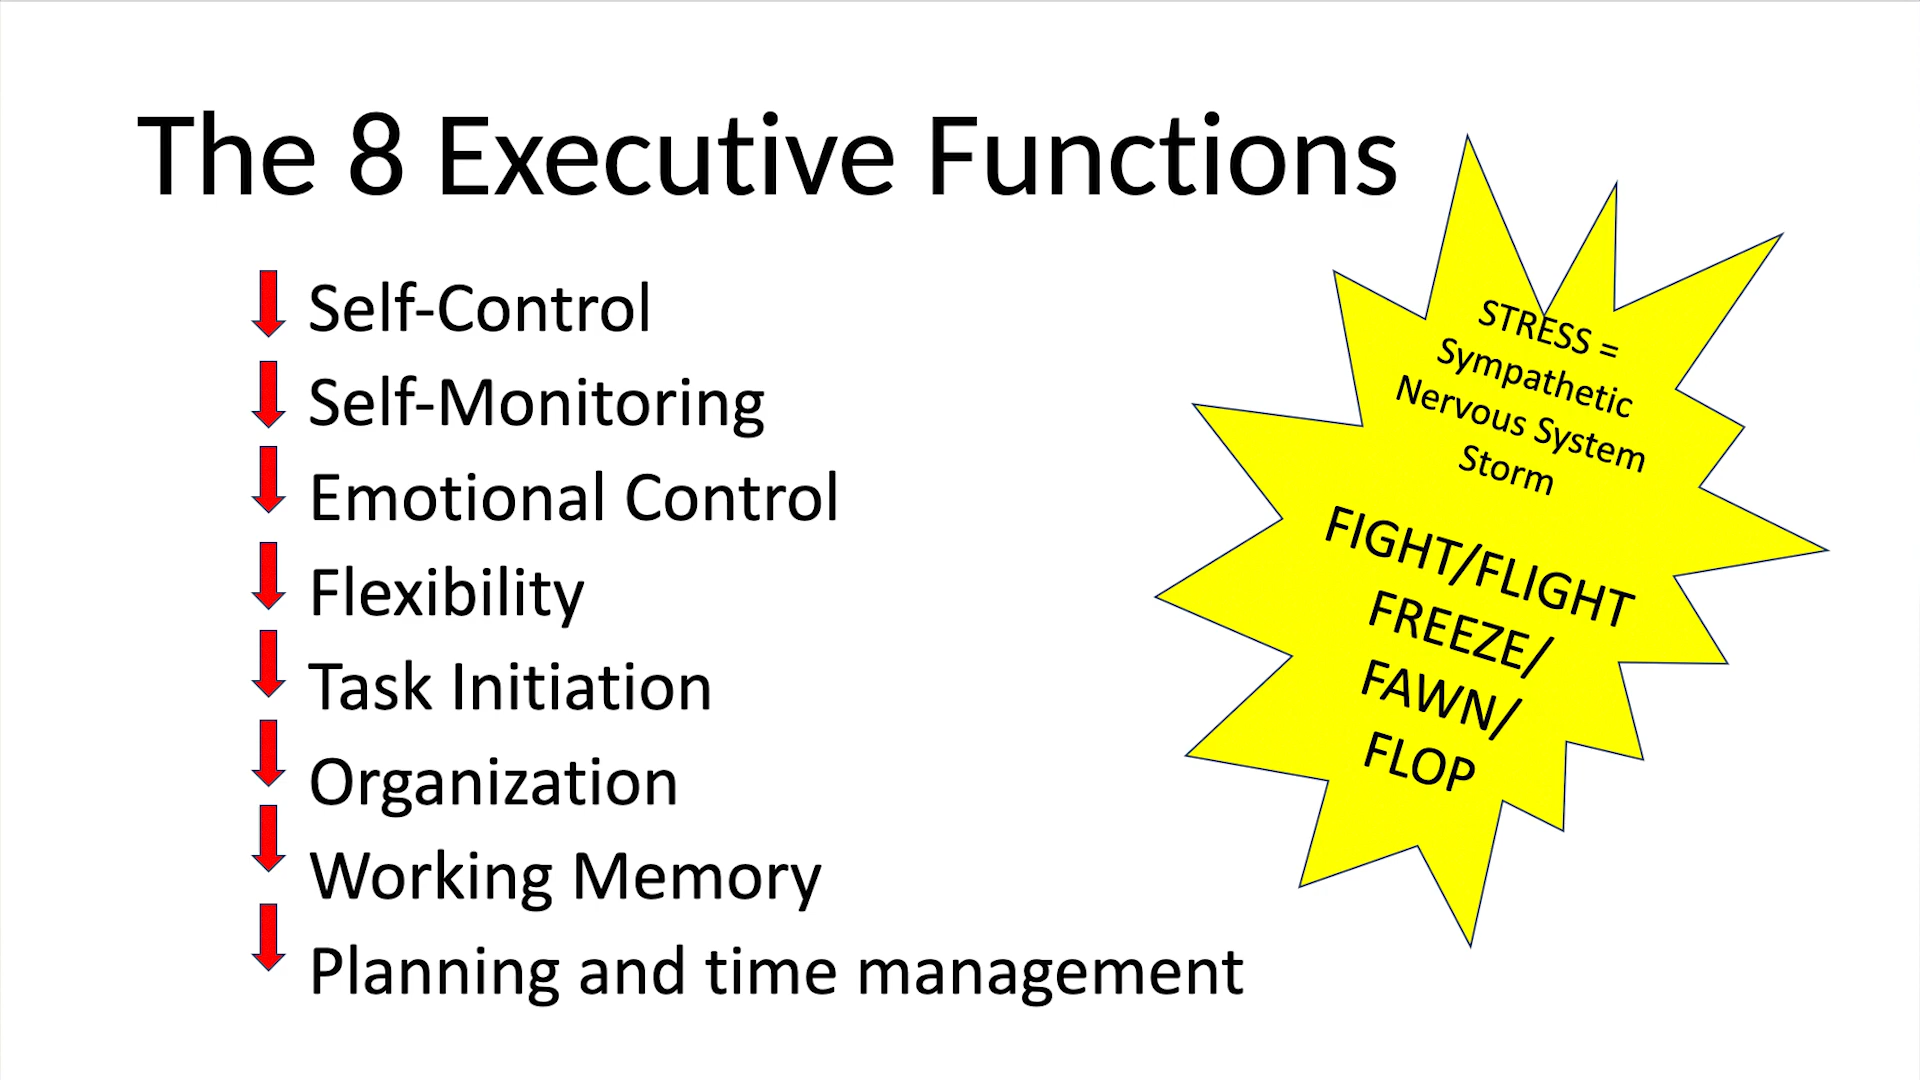 The 8 Executive Functions
Self-Control
Self-Monitoring
Emotional Control
Flexibility
Task Initiation
Organization
Working Memory
Planning and time management
STRESS =
Sympathetic
Nervous System
Storm
FIGHT/FLIGHT
FREEZE/
FAWN/
FLOP